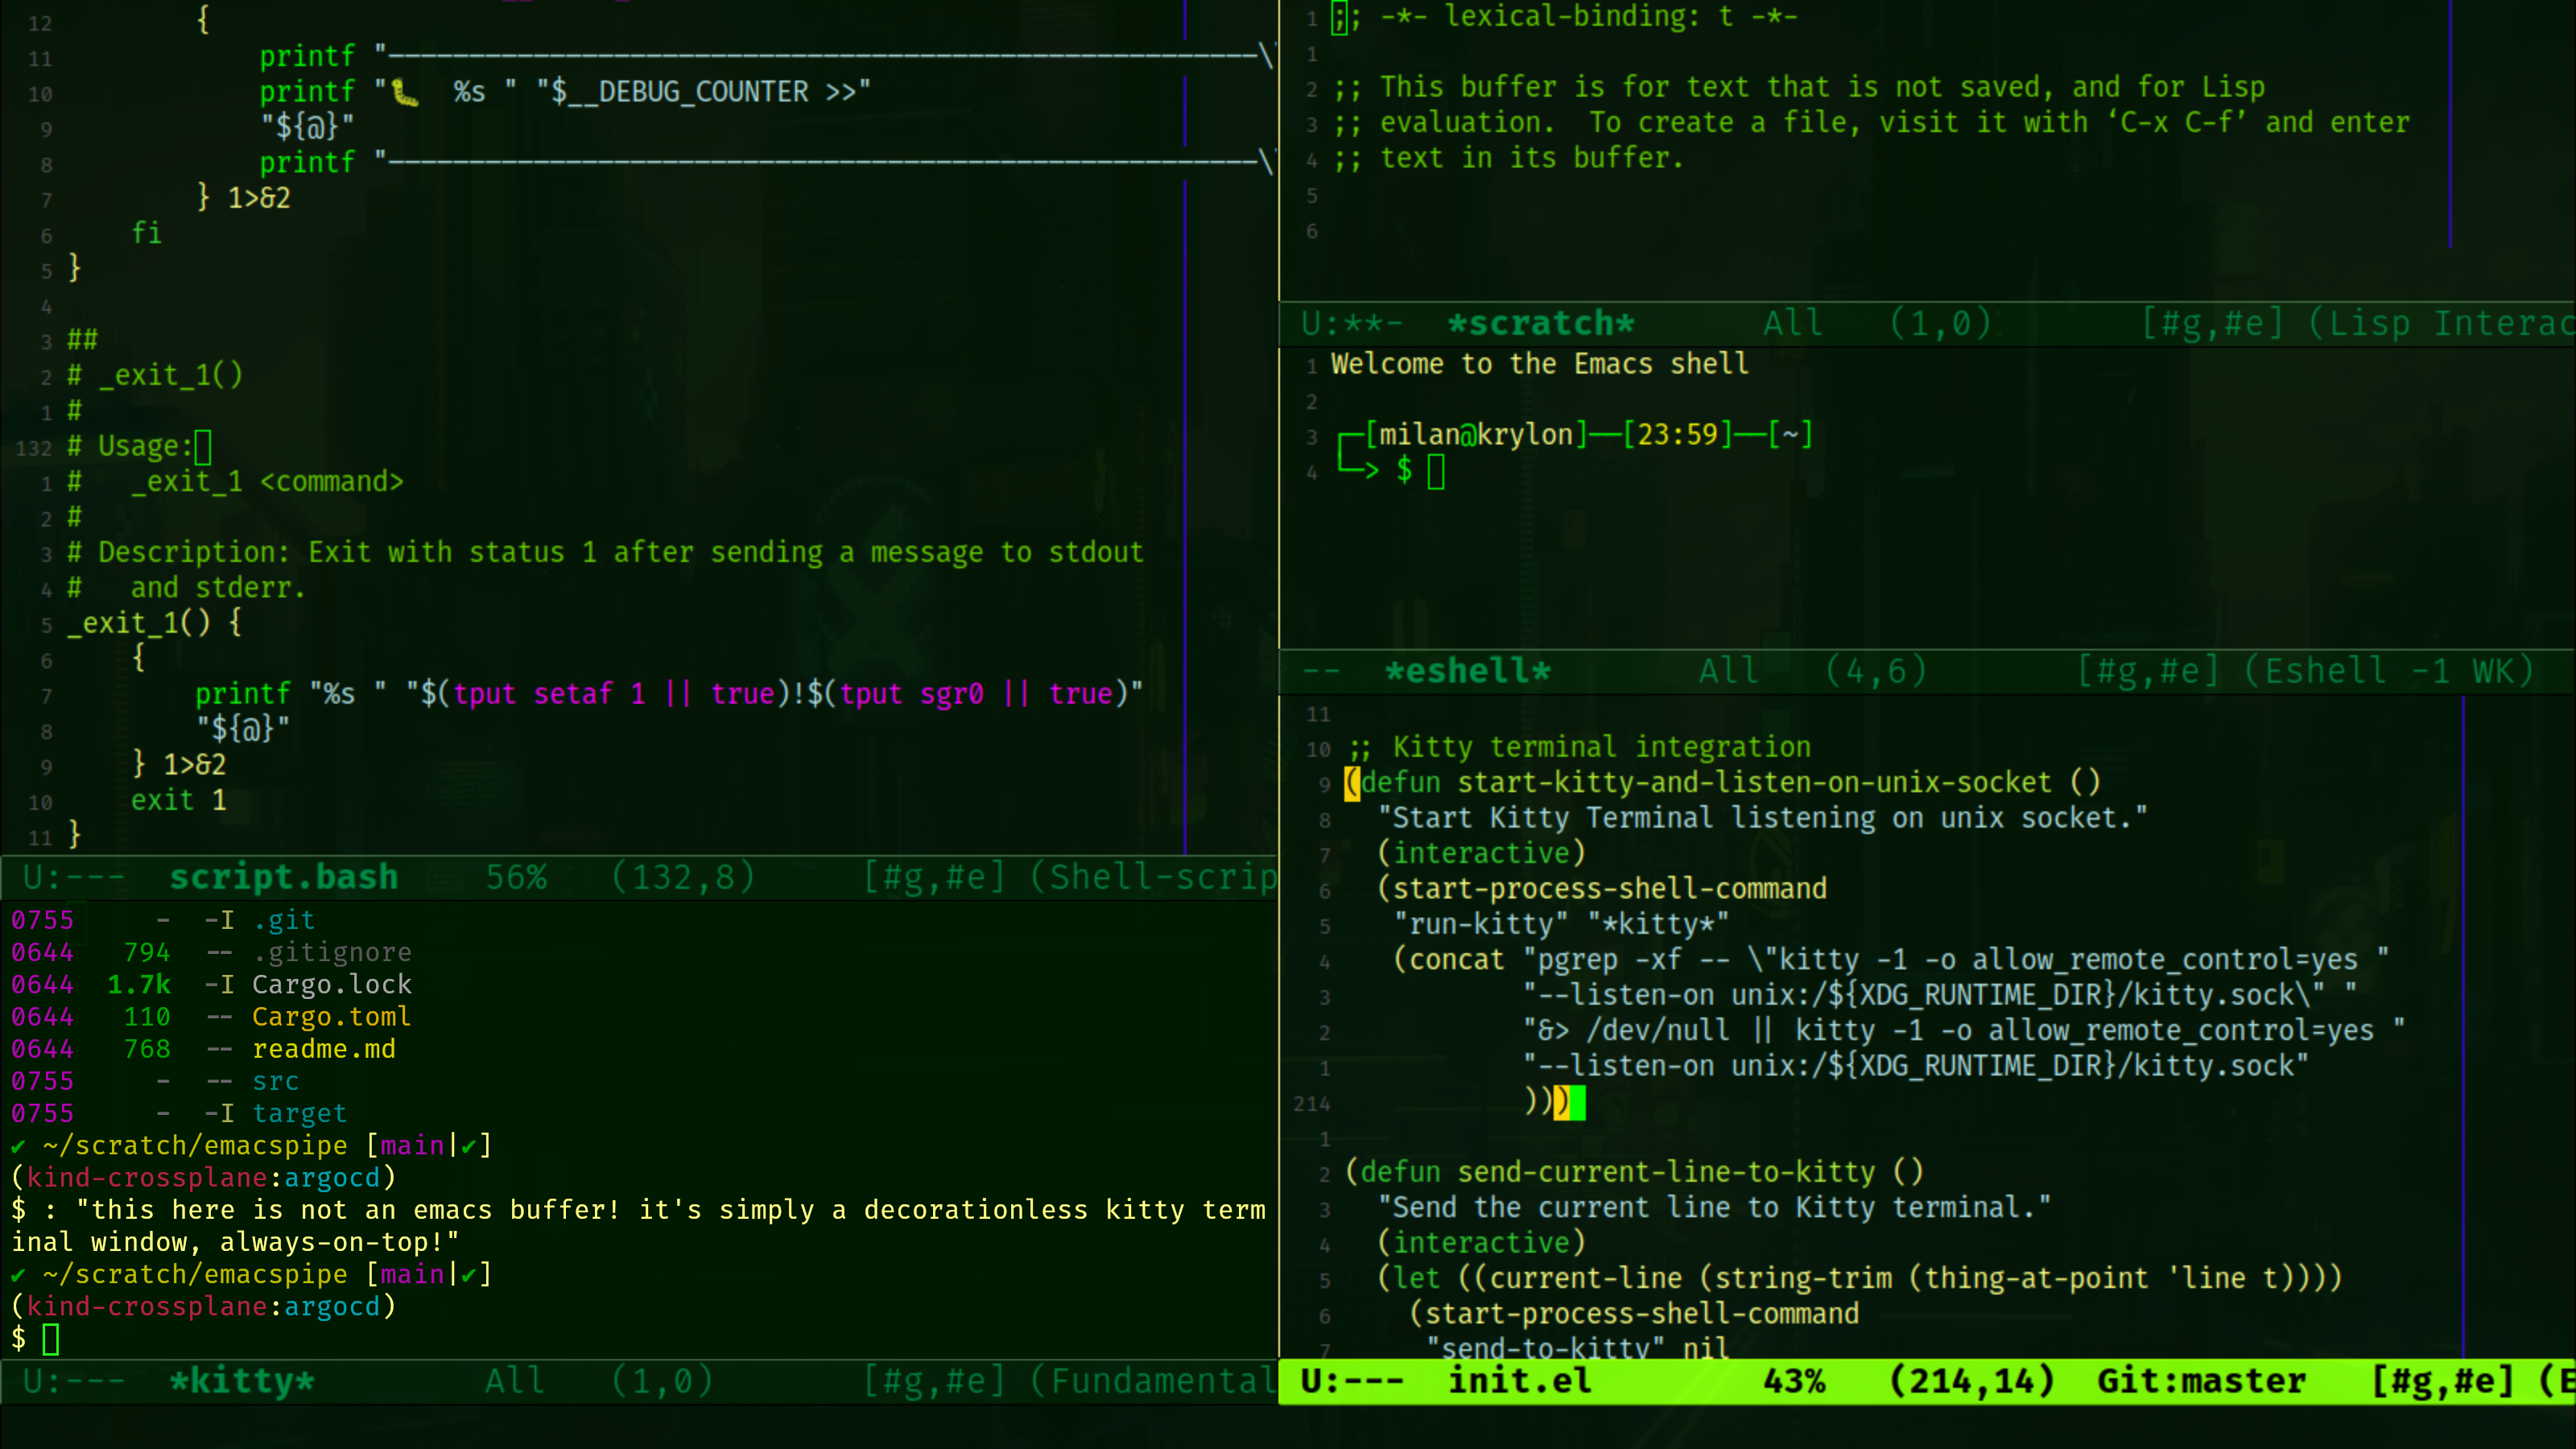 12         {
11             printf "──────────────────────────────────────────────────────\
10             printf "🐛  %s " "$__DEBUG_COUNTER >>"
9             "${@}"
8             printf "──────────────────────────────────────────────────────\
7         } 1>&2
6     fi
5 }
4
3 ##
2 # _exit_1()
1 #
132 # Usage:
1 #   _exit_1 <command>
2 #
3 # Description: Exit with status 1 after sending a message to stdout
4 #   and stderr.
5 _exit_1() {
6     {
7         printf "%s " "$(tput setaf 1 || true)!$(tput sgr0 || true)"
8         "${@}"
9     } 1>&2
10     exit 1
11 }
U:---  script.bash     56%    (132,8)      [#g,#e] (Shell-scrip
0755     -  -I .git
0644   794  -- .gitignore
0644  1.7k  -I Cargo.lock
0644   110  -- Cargo.toml
0644   768  -- readme.md
0755     -  -- src
0755     -  -I target
✔ ~/scratch/emacspipe [main|✔]
(kind-crossplane:argocd)
$ : "this here is not an emacs buffer! it's simply a decorationless kitty term
inal window, always-on-top!"
✔ ~/scratch/emacspipe [main|✔]
(kind-crossplane:argocd)
$
U:---  *kitty*         All    (1,0)        [#g,#e] (Fundamental
1 ;; -*- lexical-binding: t -*-
1
2 ;; This buffer is for text that is not saved, and for Lisp
3 ;; evaluation.  To create a file, visit it with ‘C-x C-f’ and enter
4 ;; text in its buffer.
5
6
U:**-  *scratch*       All    (1,0)        [#g,#e] (Lisp Interac
1 Welcome to the Emacs shell
2
3 ┌─[milan@krylon]──[23:59]──[~]
4 └─> $
--  *eshell*        All    (4,6)        [#g,#e] (Eshell -1 WK)
11
10 ;; Kitty terminal integration
9 (defun start-kitty-and-listen-on-unix-socket ()
8   "Start Kitty Terminal listening on unix socket."
7   (interactive)
6   (start-process-shell-command
5    "run-kitty" "*kitty*"
4    (concat "pgrep -xf -- \"kitty -1 -o allow_remote_control=yes "
3            "--listen-on unix:/${XDG_RUNTIME_DIR}/kitty.sock\" "
2            "&> /dev/null || kitty -1 -o allow_remote_control=yes "
1            "--listen-on unix:/${XDG_RUNTIME_DIR}/kitty.sock"
214            )))
1
2 (defun send-current-line-to-kitty ()
3   "Send the current line to Kitty terminal."
4   (interactive)
5   (let ((current-line (string-trim (thing-at-point 'line t))))
6     (start-process-shell-command
7      "send-to-kitty" nil
U:---  init.el         43%    (214,14)   Git:master    [#g,#e] (E